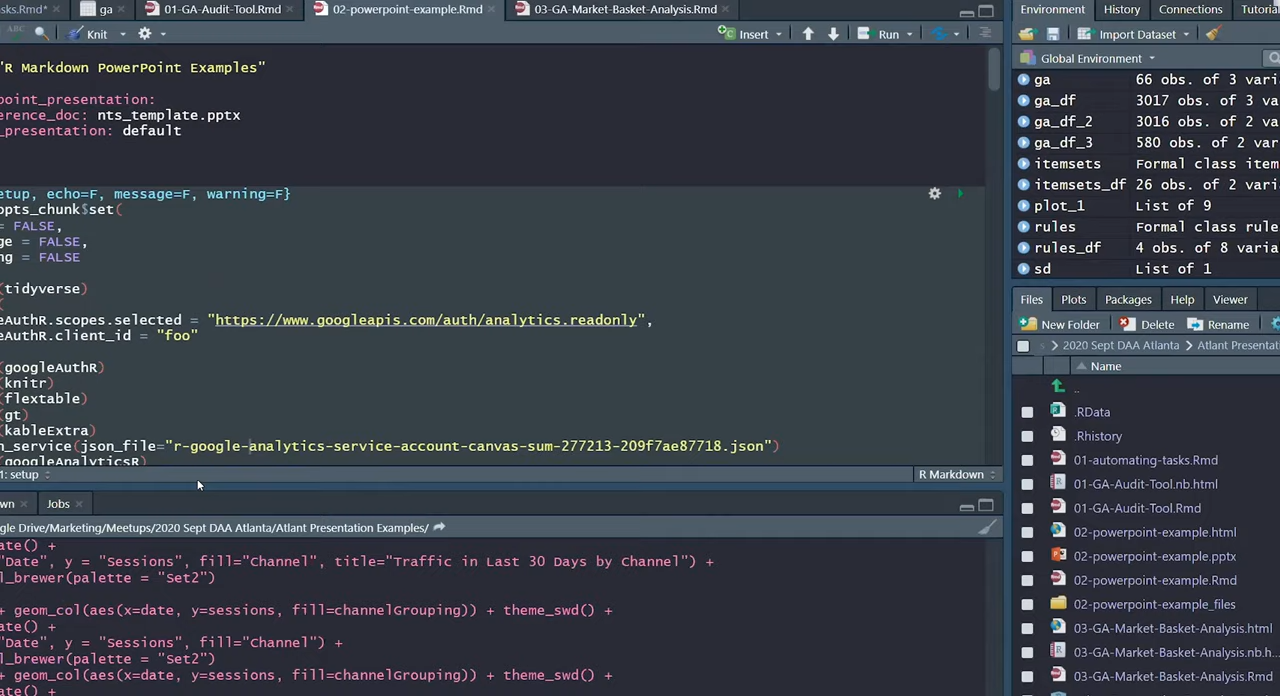 sks.Rmd* ga 01-GA-Audit-Tool.Rmd 02-powerpoint-example.Rmd 03-GA-Market-Basket-Analysis.Rmd
ABC Knit Insert Run
"R Markdown PowerPoint Examples"
point_presentation:
erence_doc: nts_template.pptx
_presentation: default
etup, echo=F, message=F, warning=F}
opts_chunk$set(
= FALSE,
ge = FALSE,
ng = FALSE
(tidyverse)
(
eAuthR.scopes.selected = "https://www.googleapis.com/auth/analytics.readonly",
eAuthR.client_id = "foo"
(googleAuthR)
(knitr)
(flextable)
(gt)
(kableExtra)
n_service(json_file="r-google-analytics-service-account-canvas-sum-277213-209f7ae87718.json")
(googleAnalyticsR)
1: setup R Markdown
own Jobs
gle Drive/Marketing/Meetups/2020 Sept DAA Atlanta/Atlant Presentation Examples/
ate() +
"Date", y = "Sessions", fill="Channel", title="Traffic in Last 30 Days by Channel") +
l_brewer(palette = "Set2")
+ geom_col(aes(x=date, y=sessions, fill=channelGrouping)) + theme_swd() +
ate() +
"Date", y = "Sessions", fill="Channel") +
l_brewer(palette = "Set2")
+ geom_col(aes(x=date, y=sessions, fill=channelGrouping)) + theme_swd() +
ate() +
Environment History Connections Tutorial
Import Dataset
Global Environment
ga 66 obs. of 3 varia
ga_df 3017 obs. of 3 va
ga_df_2 3016 obs. of 2 va
ga_df_3 580 obs. of 2 var
itemsets Formal class item
itemsets_df 26 obs. of 2 varia
plot_1 List of 9
rules Formal class rule
rules_df 4 obs. of 8 variab
sd List of 1
Files Plots Packages Help Viewer
New Folder Delete Rename
s > 2020 Sept DAA Atlanta > Atlant Presentati
Name
..
.RData
.Rhistory
01-automating-tasks.Rmd
01-GA-Audit-Tool.nb.html
01-GA-Audit-Tool.Rmd
02-powerpoint-example.html
02-powerpoint-example.pptx
02-powerpoint-example.Rmd
02-powerpoint-example_files
03-GA-Market-Basket-Analysis.html
03-GA-Market-Basket-Analysis.nb.h...
03-GA-Market-Basket-Analysis.Rmd